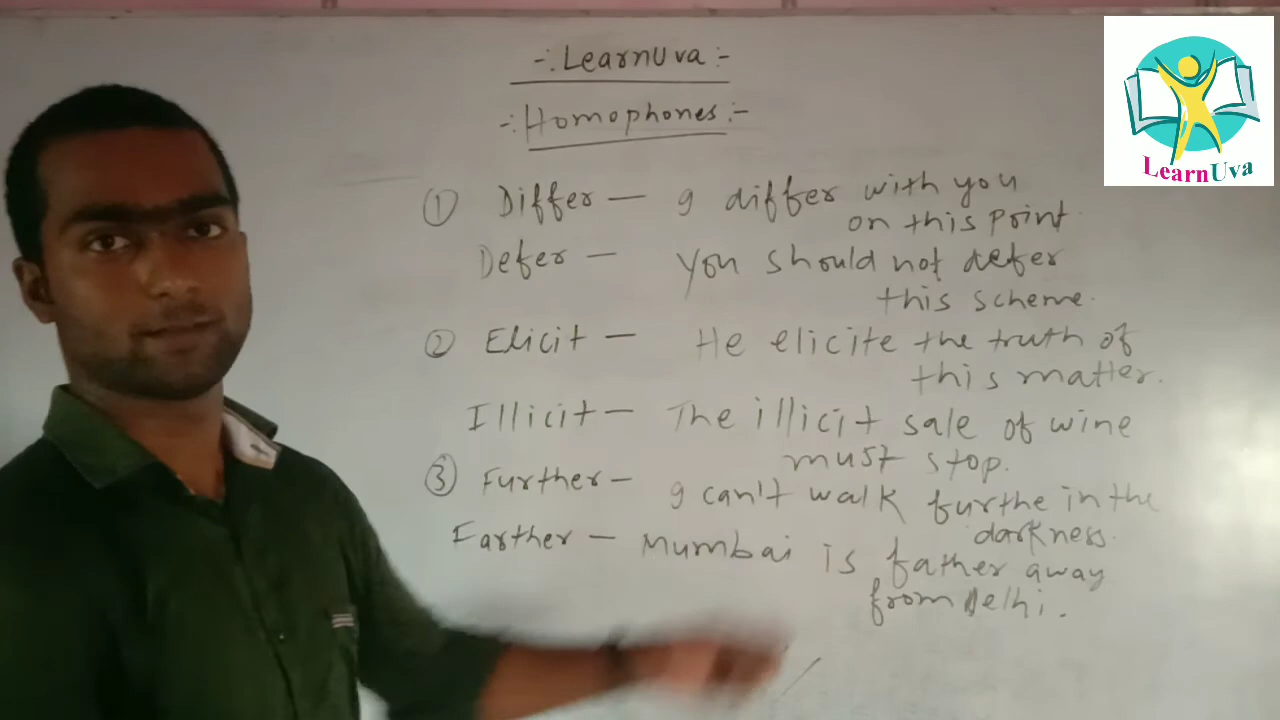 -:LearnUva:-
-:Homophones:-
LearnUva
① Differ — I differ with you
on this point.
Defer — You should not defer
this scheme.
② Elicit — He elicite the truth of
this matter.
Illicit — The illicit sale of wine
must stop.
③ Further — I can't walk furthe in the
darkness.
Farther — Mumbai is father away
from Delhi.